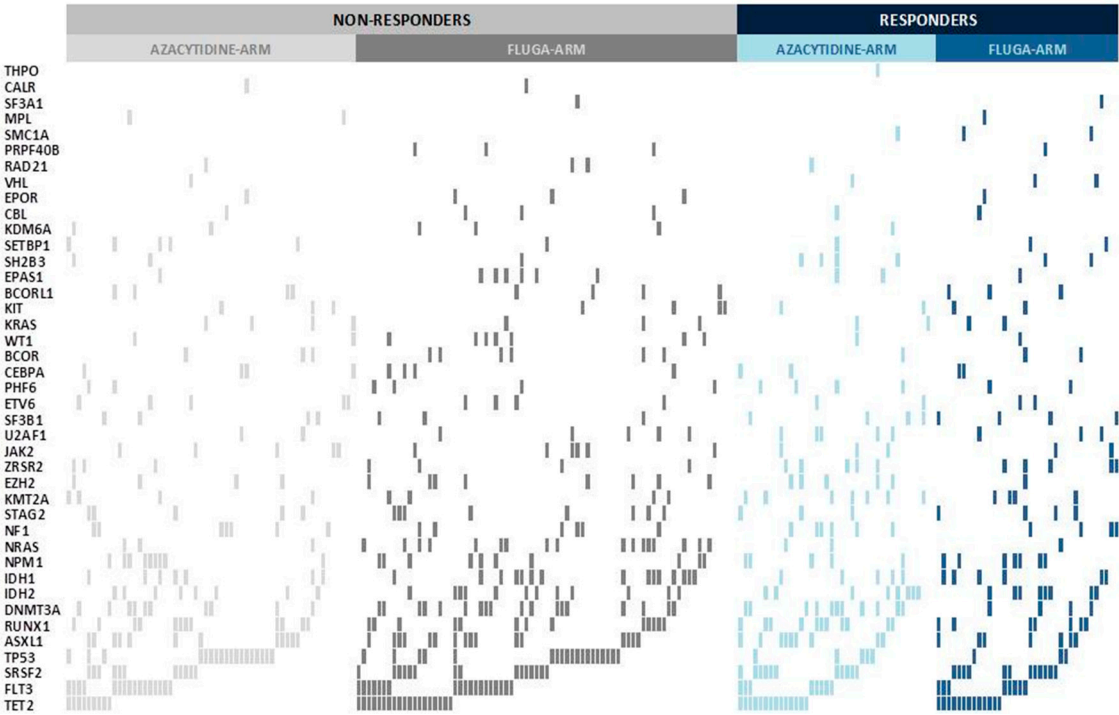 NON-RESPONDERS RESPONDERS
AZACYTIDINE-ARM FLUGA-ARM AZACYTIDINE-ARM FLUGA-ARM
THPO
CALR
SF3A1
MPL
SMC1A
PRPF40B
RAD21
VHL
EPOR
CBL
KDM6A
SETBP1
SH2B3
EPAS1
BCORL1
KIT
KRAS
WT1
BCOR
CEBPA
PHF6
ETV6
SF3B1
U2AF1
JAK2
ZRSR2
EZH2
KMT2A
STAG2
NF1
NRAS
NPM1
IDH1
IDH2
DNMT3A
RUNX1
ASXL1
TP53
SRSF2
FLT3
TET2